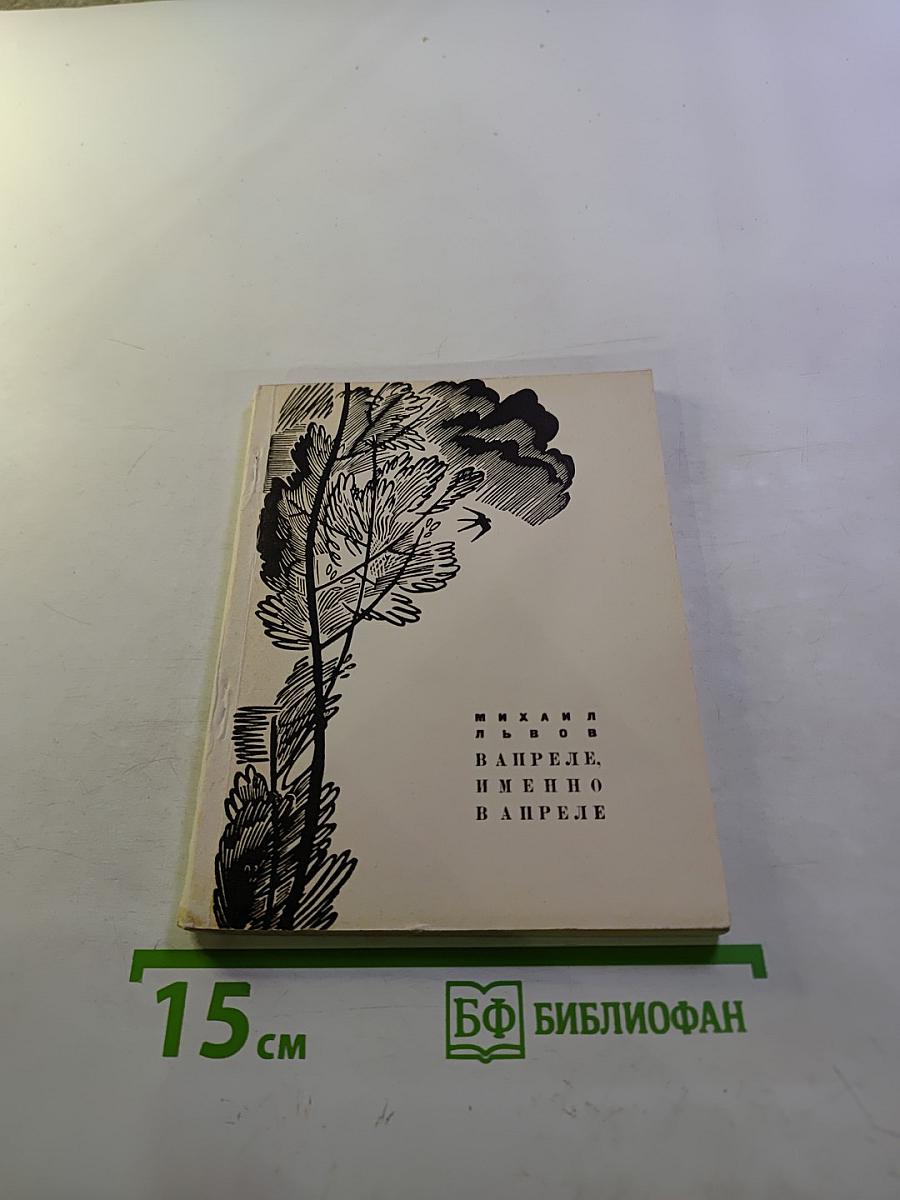 МИХАИЛ
ЛЬВОВ
В АПРЕЛЕ,
ИМЕННО
В АПРЕЛЕ
15 см
БФ БИБЛИОФАН